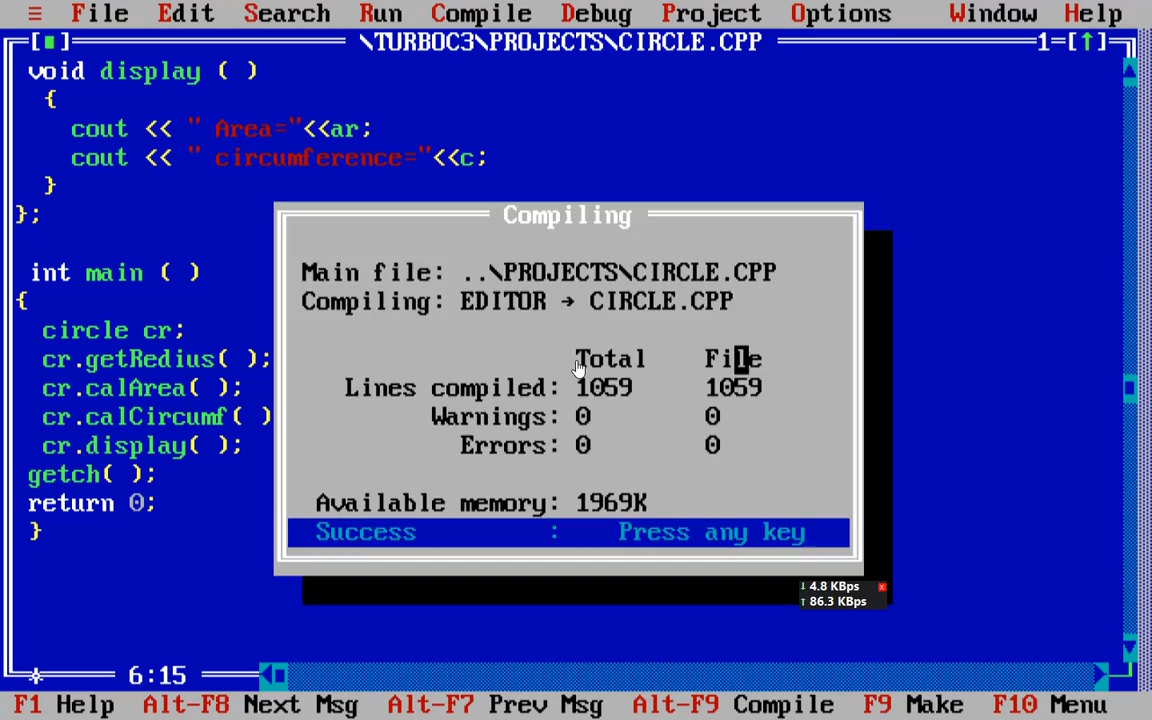 ≡ File Edit Search Run Compile Debug Project Options Window Help
[■] \TURBOC3\PROJECTS\CIRCLE.CPP 1=[↑]
void display ( )
{
cout << " Area="<<ar;
cout << " circumference="<<c;
}
};
int main ( )
{
circle cr;
cr.getRedius( );
cr.calArea( );
cr.calCircumf( )
cr.display( );
getch( );
return 0;
}
Compiling
Main file: ..\PROJECTS\CIRCLE.CPP
Compiling: EDITOR → CIRCLE.CPP
Total File
Lines compiled: 1059 1059
Warnings: 0 0
Errors: 0 0
Available memory: 1969K
Success : Press any key
↓ 4.8 KBps x
↑ 86.3 KBps
6:15
F1 Help Alt-F8 Next Msg Alt-F7 Prev Msg Alt-F9 Compile F9 Make F10 Menu